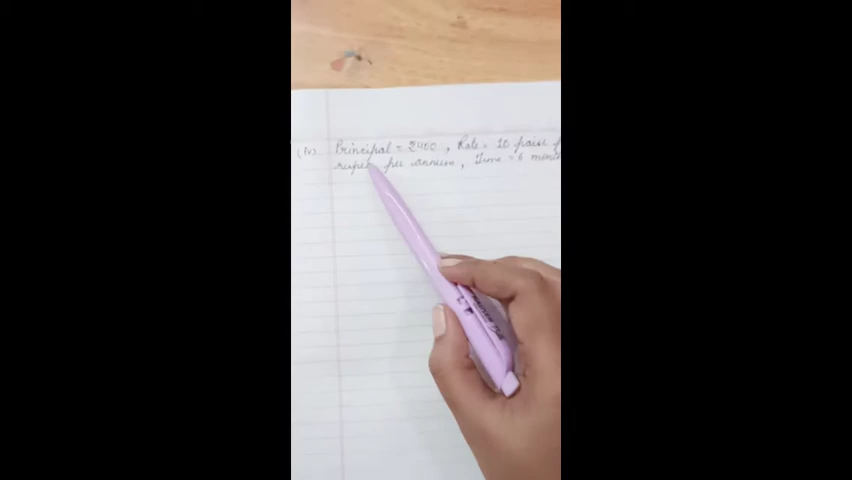 (iv) Principal = 2400, Rate = 10 paise
rupee per annum, Time = 6